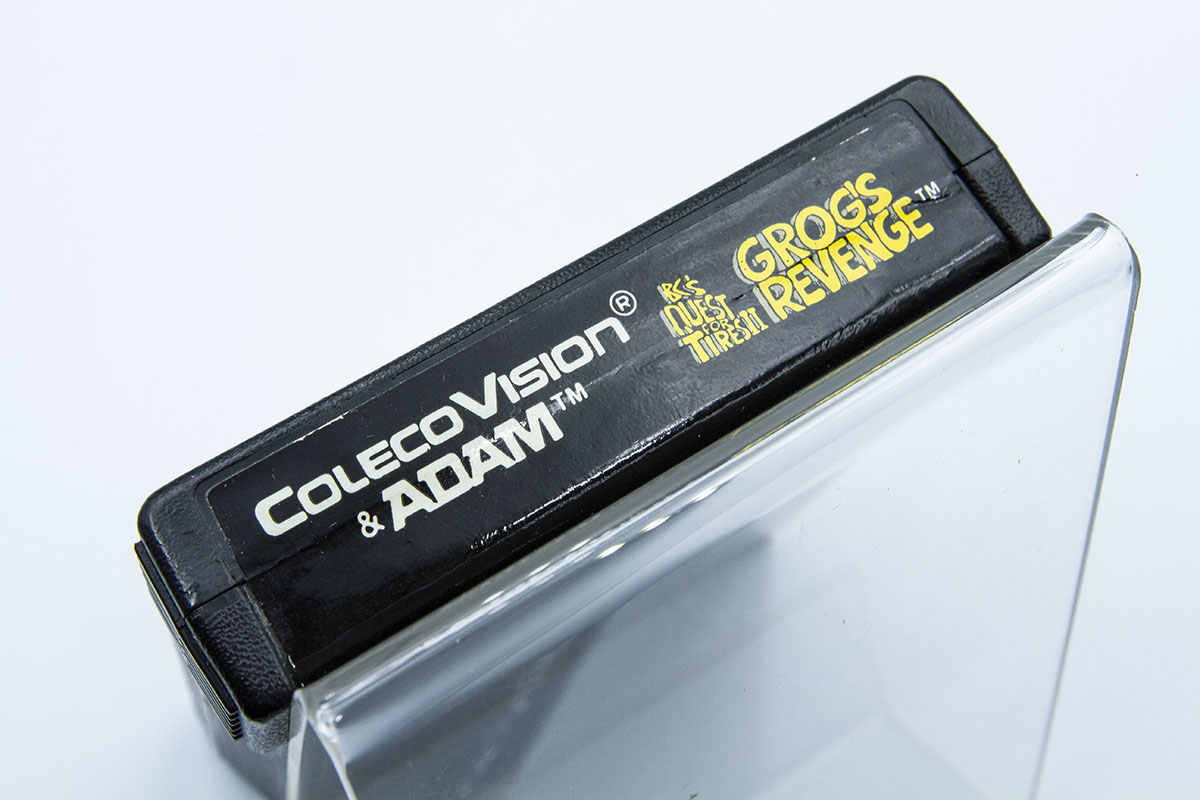 COLECOVISION®
& ADAM™
BC'S
QUEST
FOR
TIRES II
GROG'S
REVENGE™